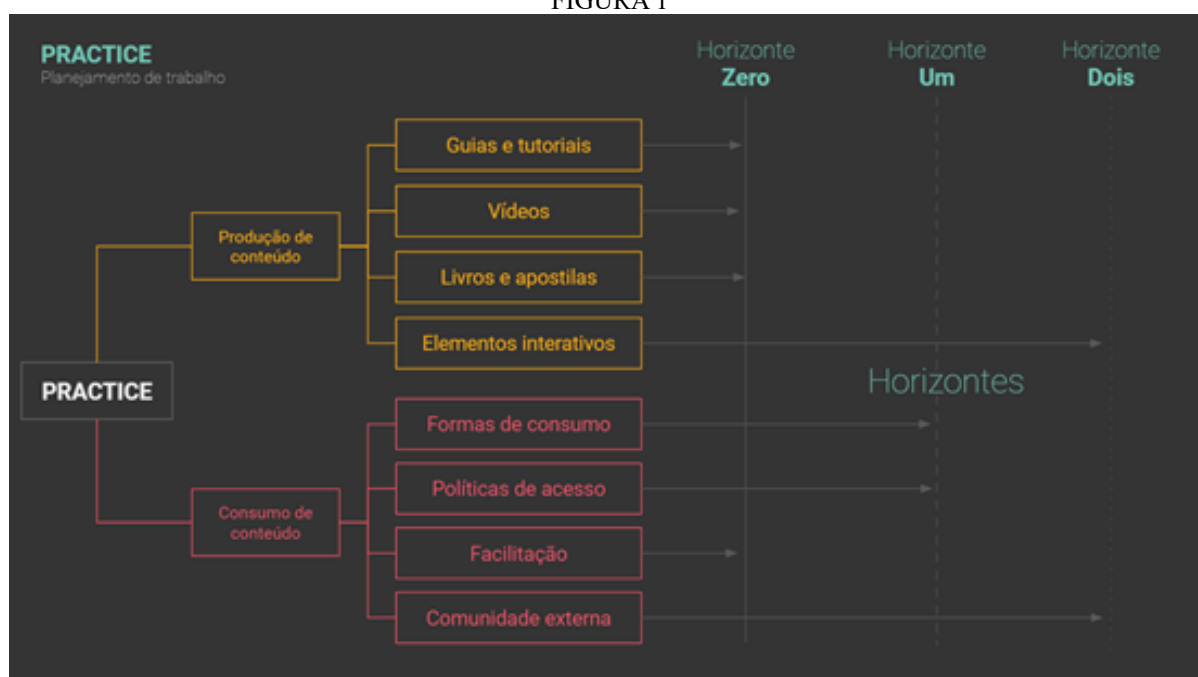 FIGURA 1
PRACTICE
Planejamento de trabalho
Horizonte
Zero
Horizonte
Um
Horizonte
Dois
Guias e tutoriais
Vídeos
Produção de
conteúdo
Livros e apostilas
Elementos interativos
PRACTICE
Horizontes
Formas de consumo
Políticas de acesso
Consumo de
conteúdo
Facilitação
Comunidade externa